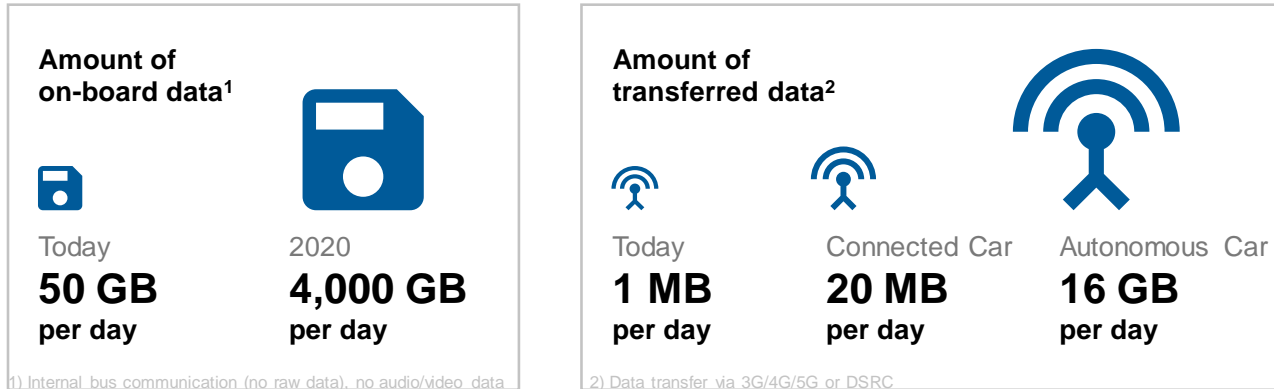 Amount of
on-board data¹
Today
50 GB
per day
2020
4,000 GB
per day
1) Internal bus communication (no raw data), no audio/video data
Amount of
transferred data²
Today
1 MB
per day
Connected Car
20 MB
per day
Autonomous Car
16 GB
per day
2) Data transfer via 3G/4G/5G or DSRC